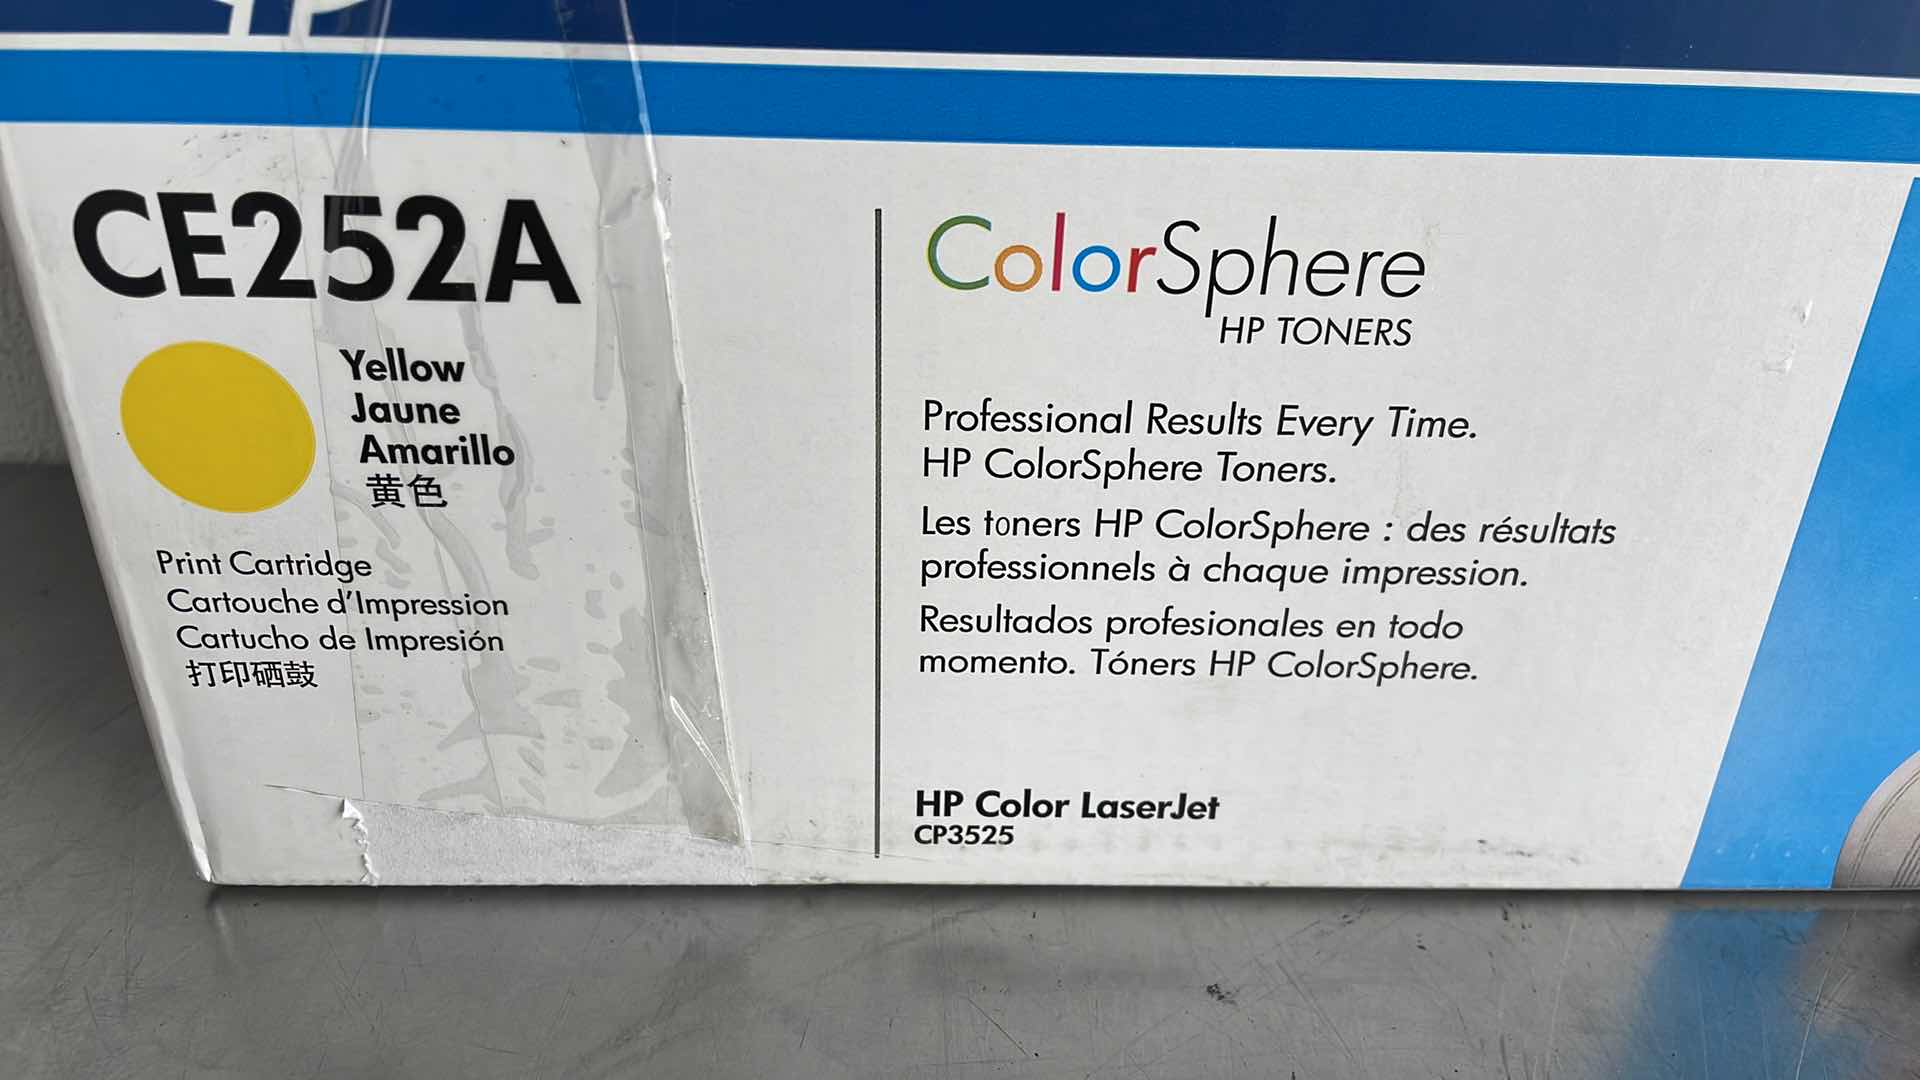 CE252A
Yellow
Jaune
Amarillo
黄色
Print Cartridge
Cartouche d'Impression
Cartucho de Impresión
打印硒鼓
ColorSphere
HP TONERS
Professional Results Every Time.
HP ColorSphere Toners.
Les toners HP ColorSphere : des résultats
professionnels à chaque impression.
Resultados profesionales en todo
momento. Tóners HP ColorSphere.
HP Color LaserJet
CP3525